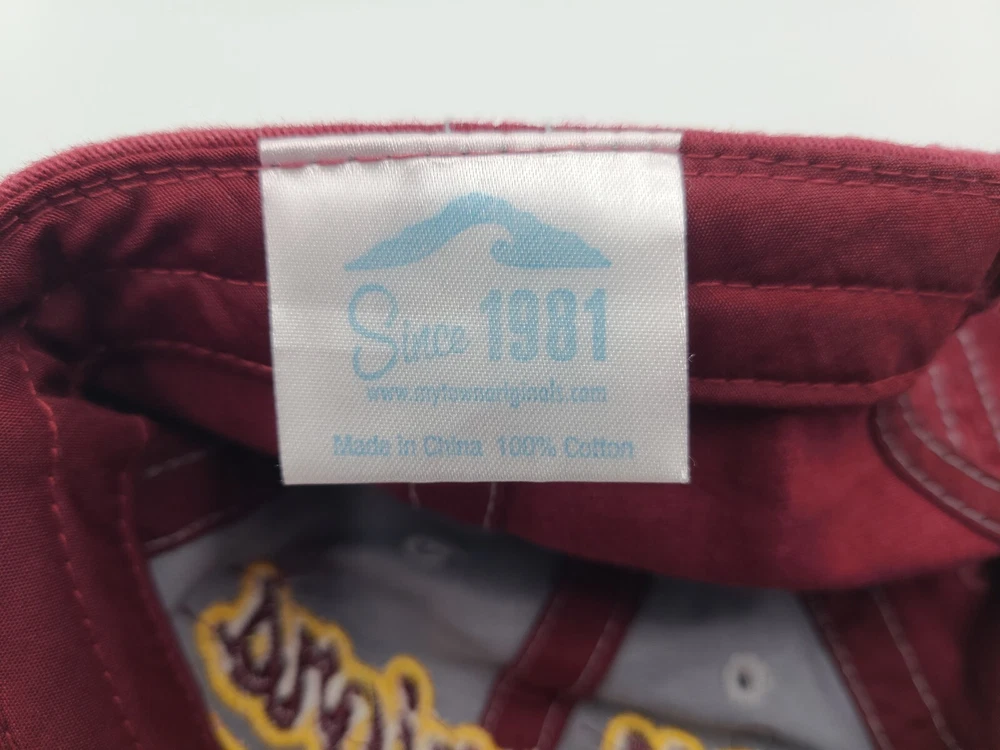 Since 1981
www.mytownoriginals.com
Made in China 100% Cotton